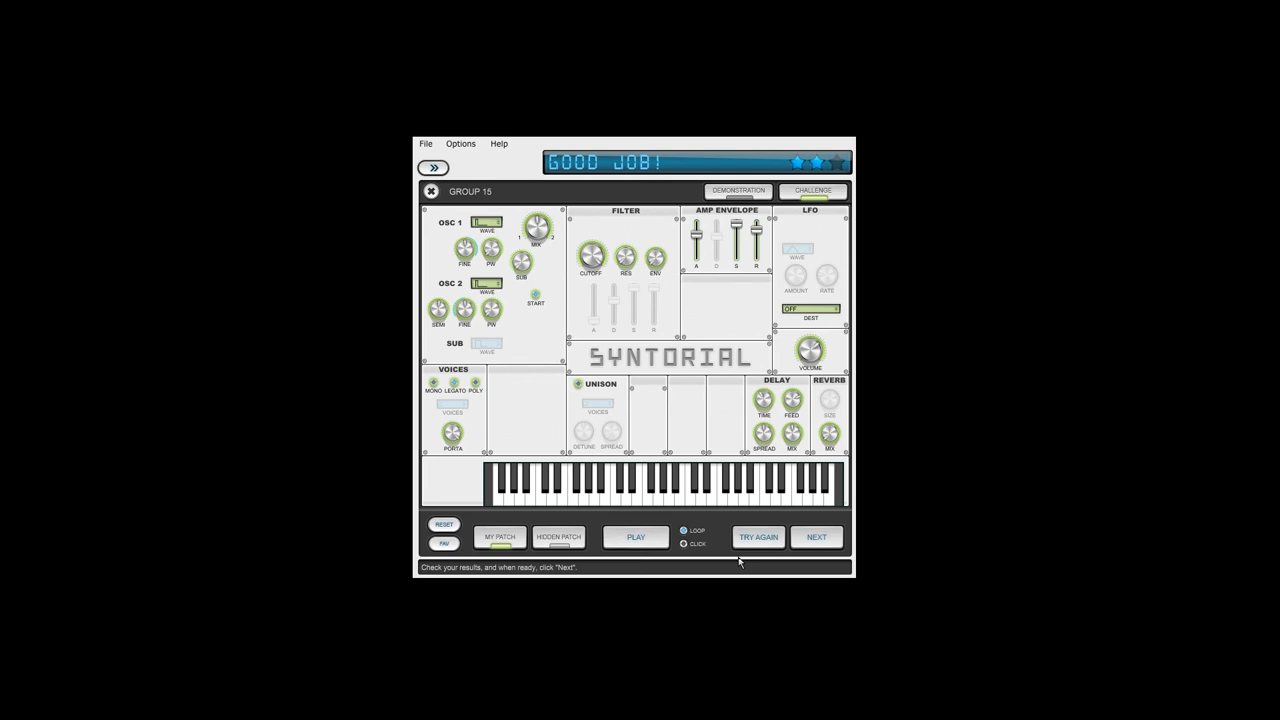 File Options Help
GOOD JOB!
GROUP 15
DEMONSTRATION
CHALLENGE
OSC 1
WAVE
1 MIX 2
FINE PW
SUB
OSC 2
WAVE
START
SEMI FINE PW
SUB
WAVE
FILTER
CUTOFF RES ENV
A D S R
AMP ENVELOPE
A D S R
LFO
WAVE
AMOUNT RATE
OFF
DEST
SYNTORIAL
VOLUME
VOICES
MONO LEGATO POLY
VOICES
PORTA
UNISON
VOICES
DETUNE SPREAD
DELAY
TIME FEED
SPREAD MIX
REVERB
SIZE
MIX
RESET
FAV
MY PATCH
HIDDEN PATCH
PLAY
LOOP
CLICK
TRY AGAIN
NEXT
Check your results, and when ready, click "Next".